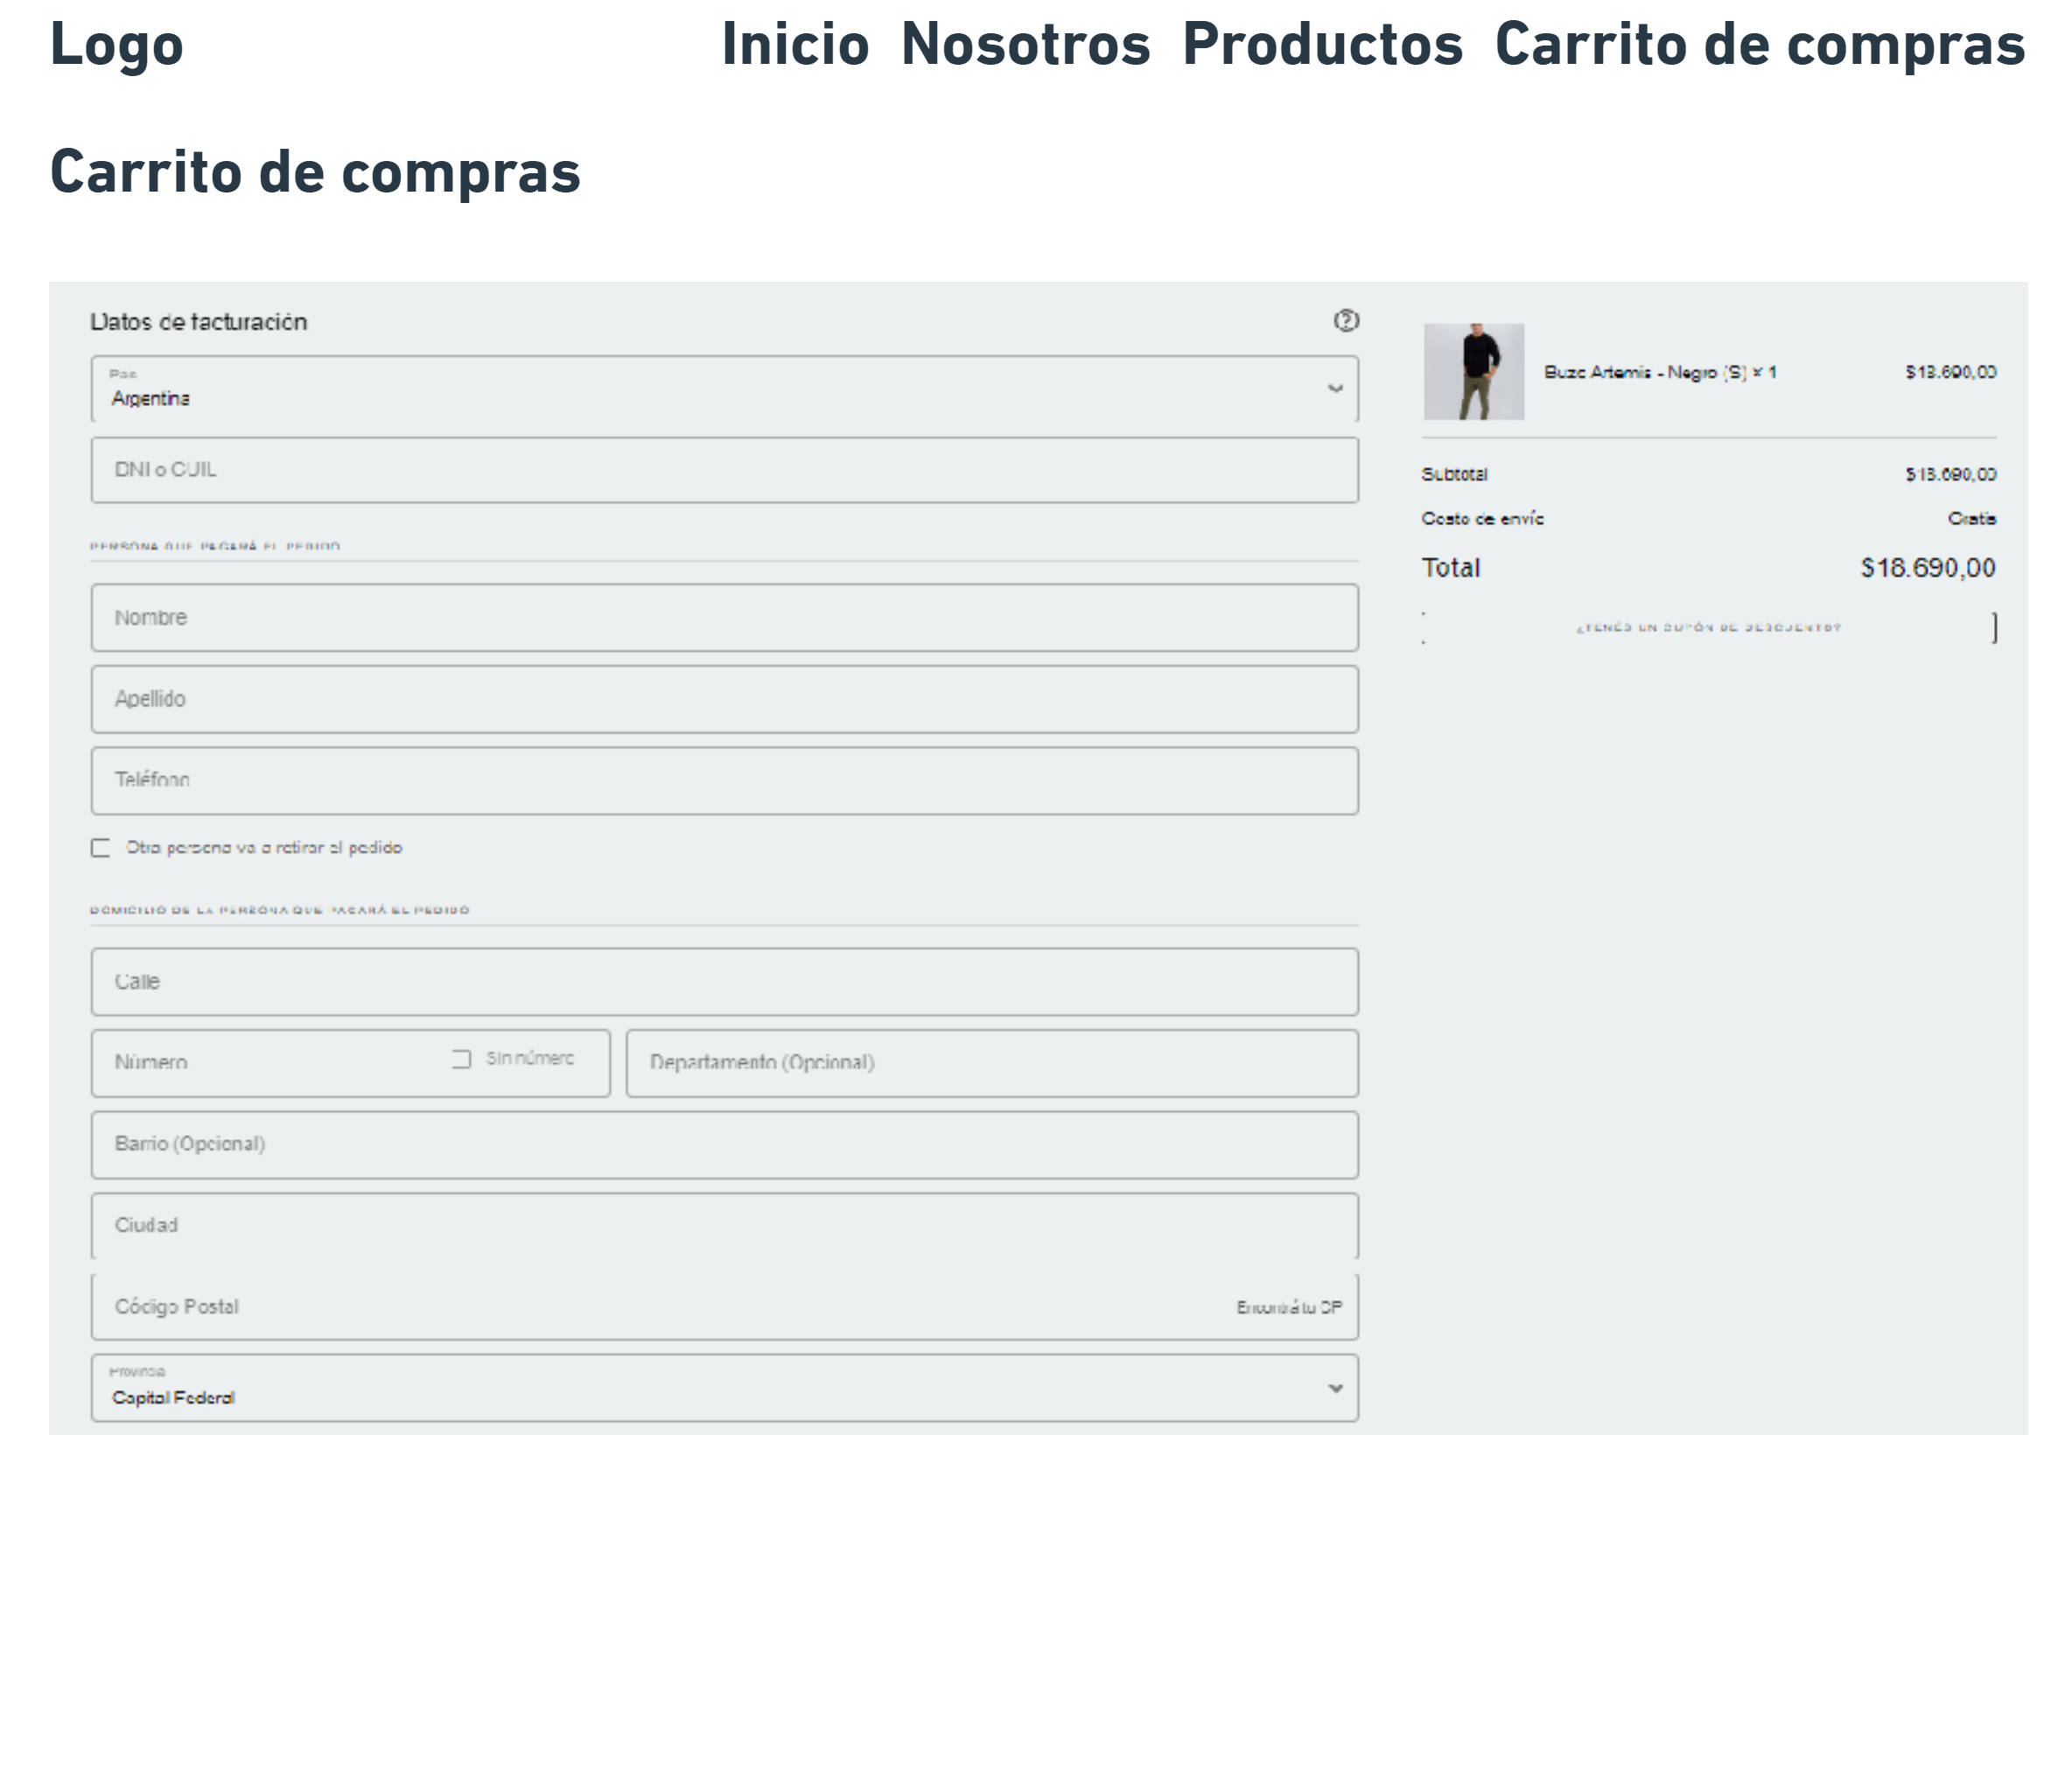 Logo
Inicio Nosotros Productos Carrito de compras
Carrito de compras
Datos de facturación
País
Argentina
DNI o CUIL
PERSONA QUE PAGARÁ EL PEDIDO
Nombre
Apellido
Teléfono
Otra persona va a retirar el pedido
DOMICILIO DE LA PERSONA QUE PAGARÁ EL PEDIDO
Calle
Número
Sin número
Departamento (Opcional)
Barrio (Opcional)
Ciudad
Código Postal
Encontrá tu CP
Provincia
Capital Federal
Buzo Artemis - Negro (S) × 1 $18.690,00
Subtotal $18.690,00
Costo de envío Gratis
Total $18.690,00
¿TENÉS UN CUPÓN DE DESCUENTO?